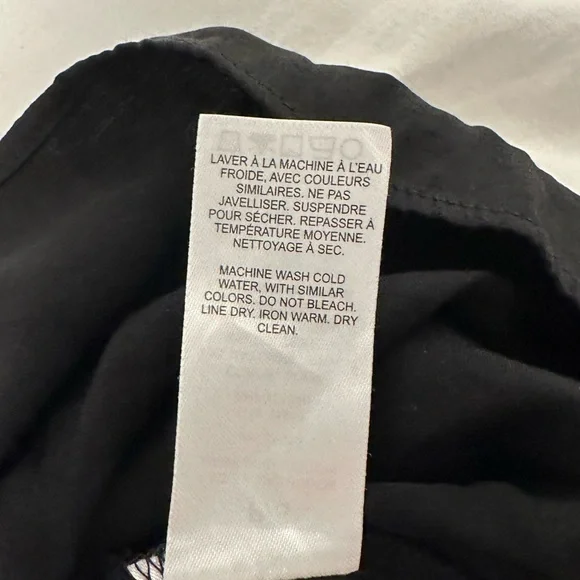 LAVER À LA MACHINE À L'EAU
FROIDE, AVEC COULEURS
SIMILAIRES. NE PAS
JAVELLISER. SUSPENDRE
POUR SÉCHER. REPASSER À
TEMPÉRATURE MOYENNE.
NETTOYAGE À SEC.
MACHINE WASH COLD
WATER, WITH SIMILAR
COLORS. DO NOT BLEACH.
LINE DRY. IRON WARM. DRY
CLEAN.